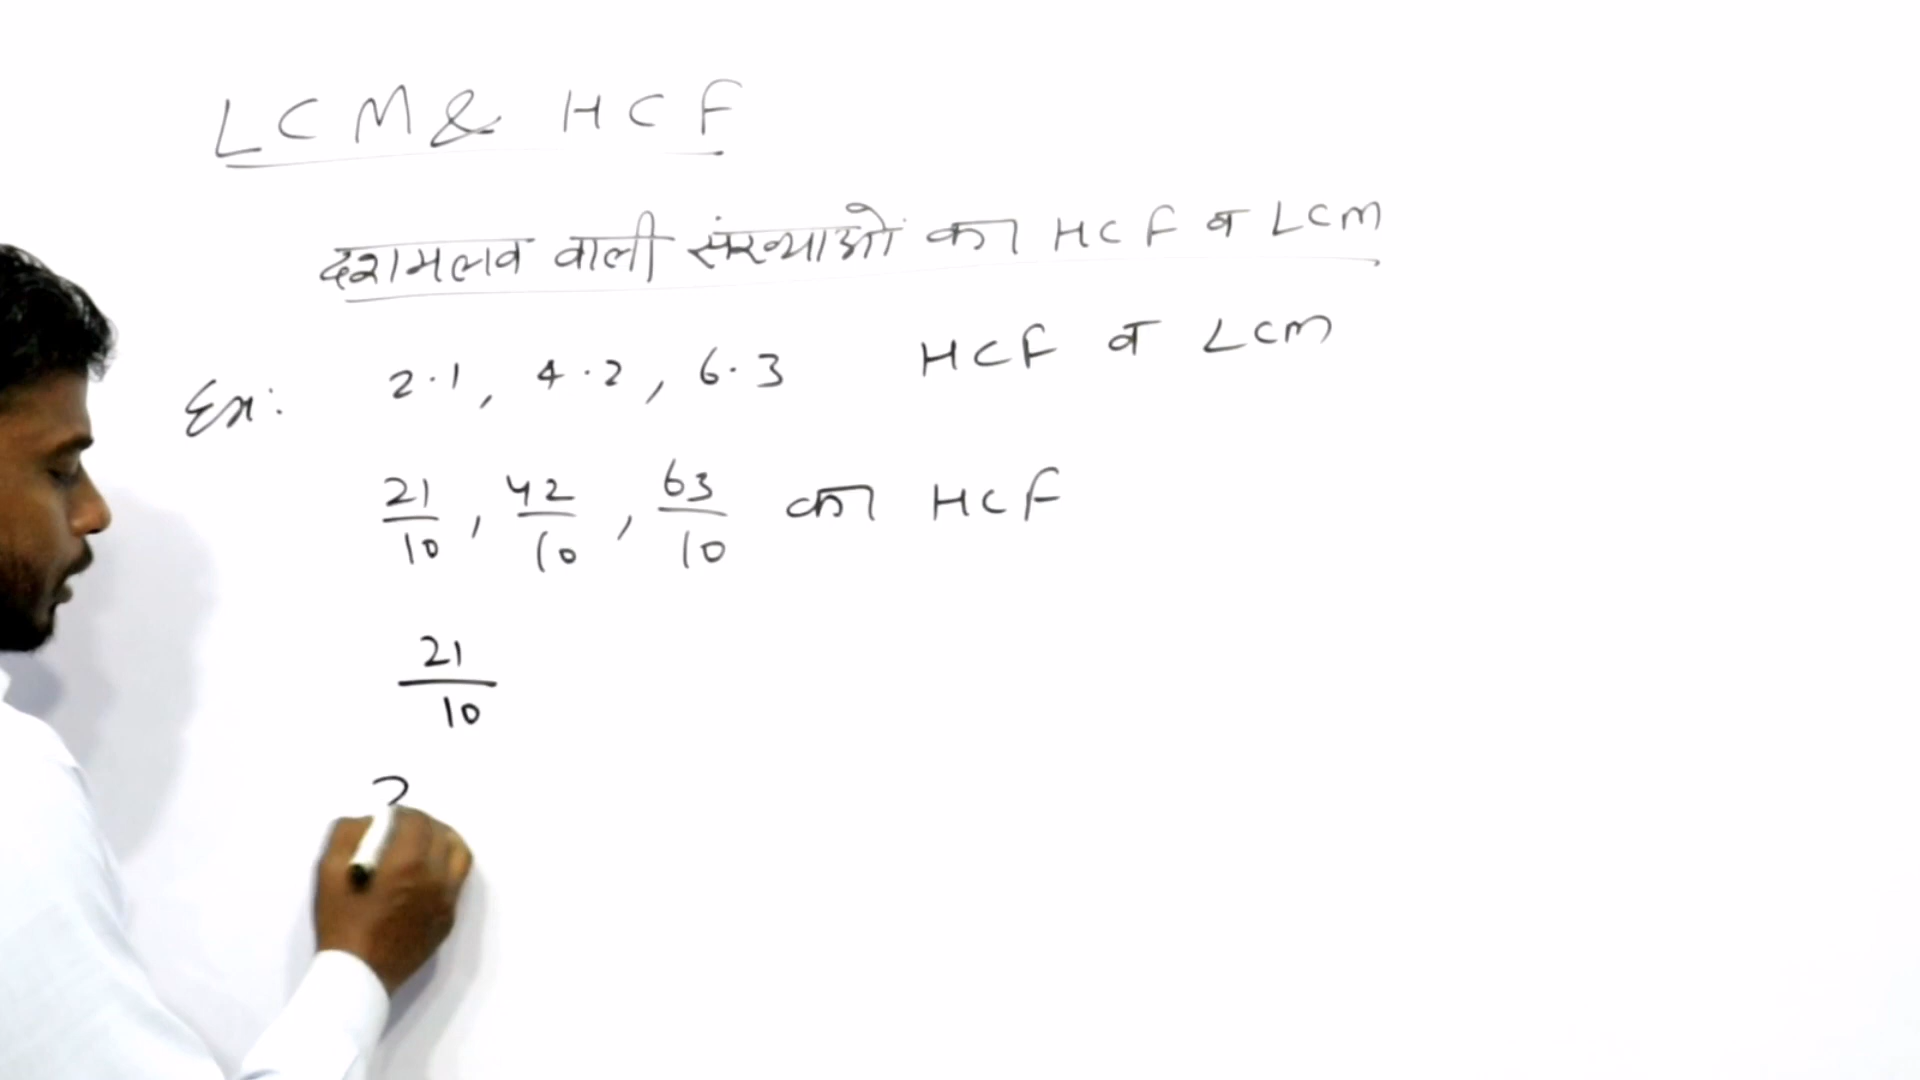 LCM & HCF
दशमलव वाली संख्याओं का HCF व LCM
Ex: 2.1, 4.2, 6.3 HCF व LCM
21/10, 42/10, 63/10 का HCF
21/10
2